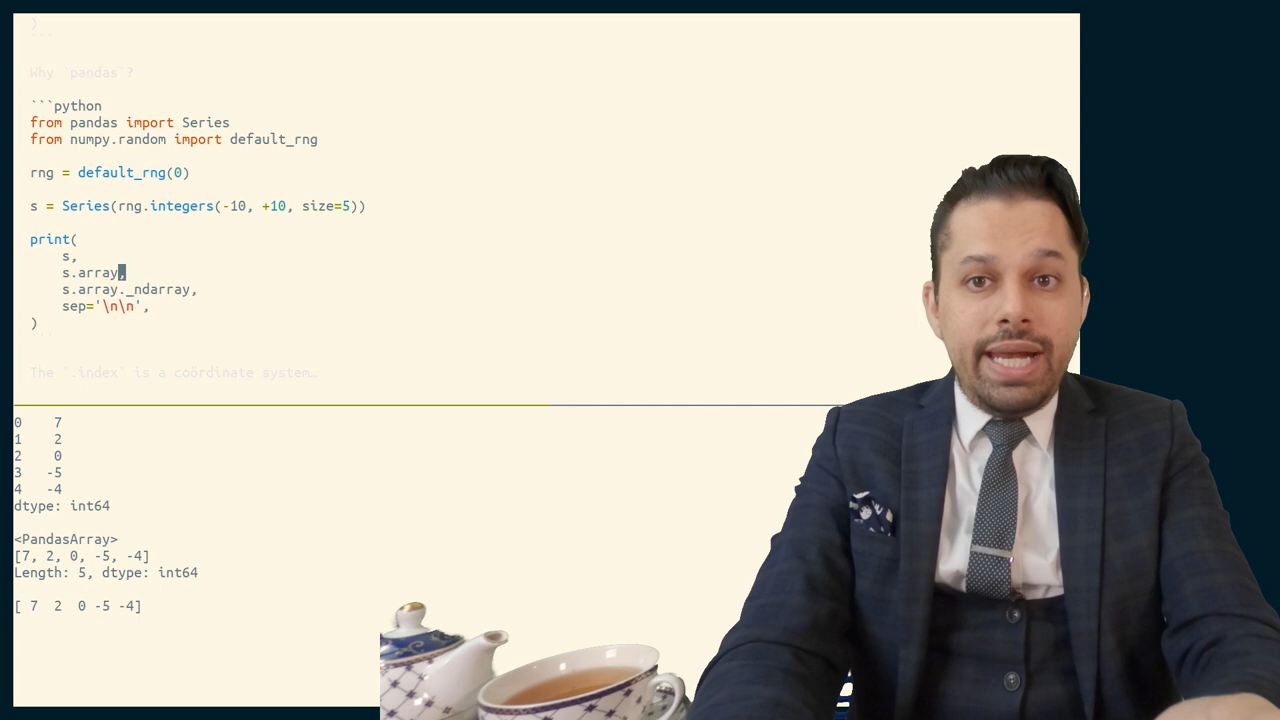 )
```
Why `pandas`?
```python
from pandas import Series
from numpy.random import default_rng
rng = default_rng(0)
s = Series(rng.integers(-10, +10, size=5))
print(
    s,
    s.array,
    s.array._ndarray,
    sep='\n\n',
)
```
The `.index` is a coördinate system…
0    7
1    2
2    0
3   -5
4   -4
dtype: int64
<PandasArray>
[7, 2, 0, -5, -4]
Length: 5, dtype: int64
[ 7  2  0 -5 -4]